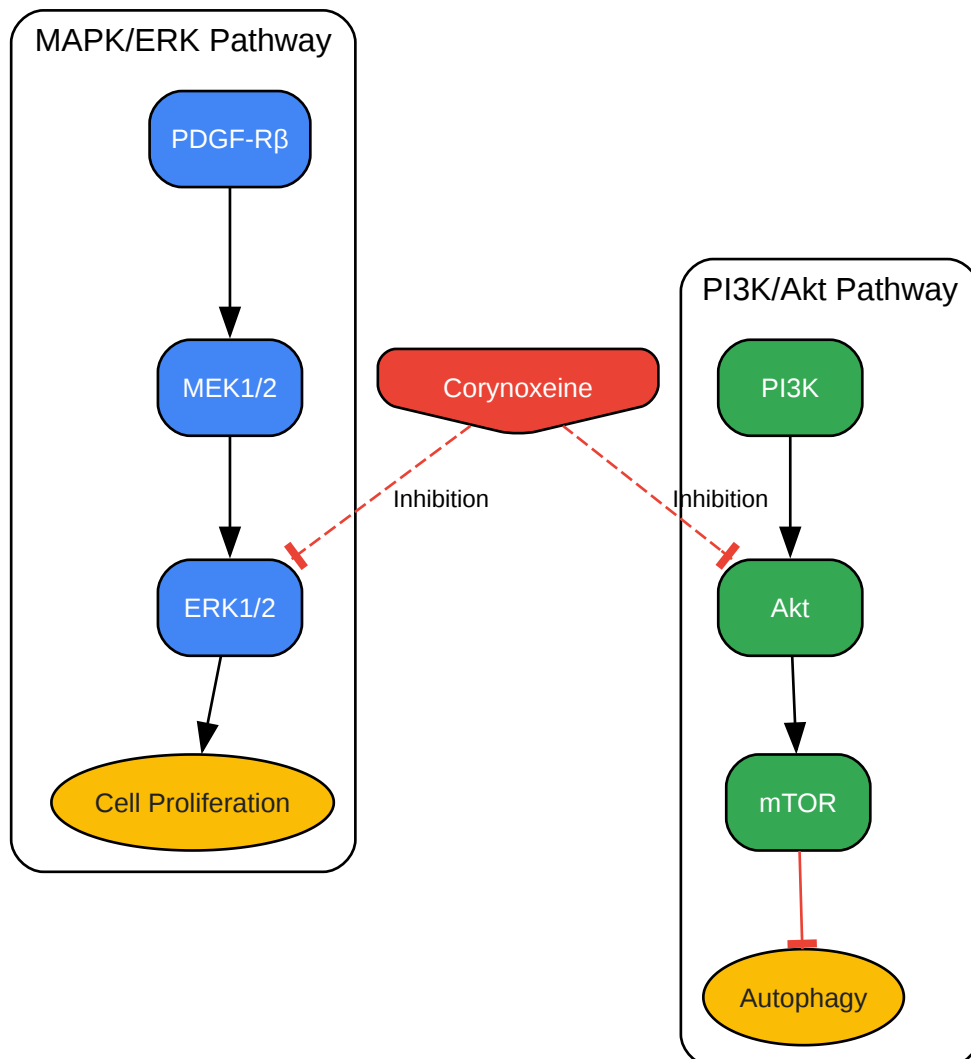 MAPK/ERK Pathway
PDGF-Rβ
MEK1/2
ERK1/2
Cell Proliferation
Corynoxeine
Inhibition
Inhibition
PI3K/Akt Pathway
PI3K
Akt
mTOR
Autophagy